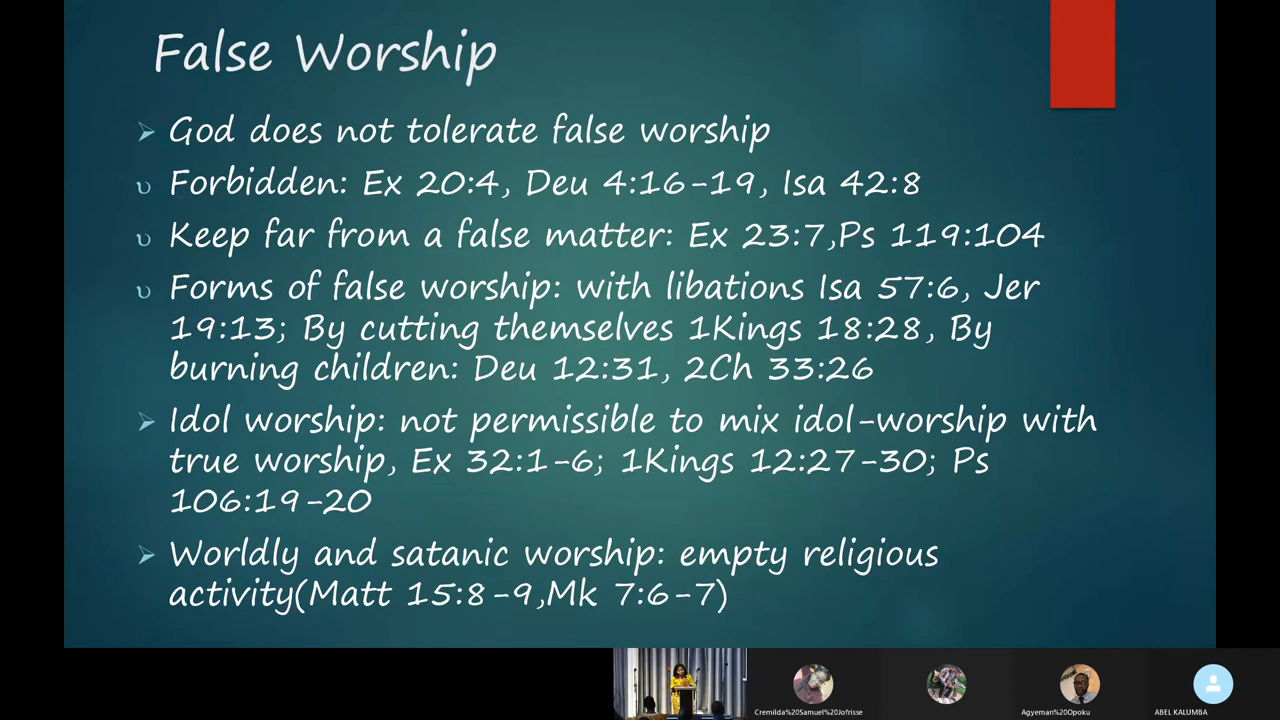 False Worship
God does not tolerate false worship
Forbidden: Ex 20:4, Deu 4:16-19, Isa 42:8
Keep far from a false matter: Ex 23:7,Ps 119:104
Forms of false worship: with libations Isa 57:6, Jer
19:13; By cutting themselves 1Kings 18:28, By
burning children: Deu 12:31, 2Ch 33:26
Idol worship: not permissible to mix idol-worship with
true worship, Ex 32:1-6; 1Kings 12:27-30; Ps
106:19-20
Worldly and satanic worship: empty religious
activity(Matt 15:8-9,Mk 7:6-7)
Cremilda%20Samuel%20Jofrisse
Agyeman%20Opoku
ABEL KALUMBA